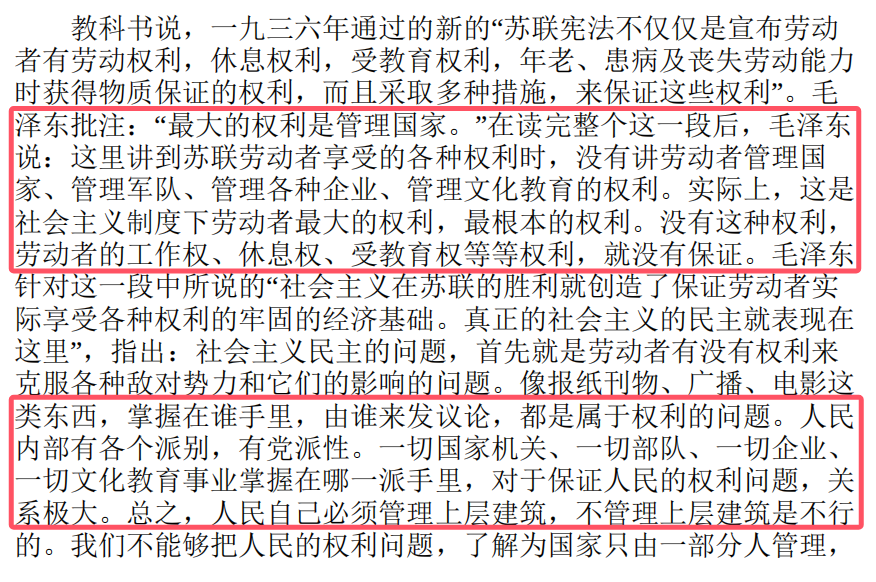 教科书说，一九三六年通过的新的“苏联宪法不仅仅是宣布劳动
者有劳动权利，休息权利，受教育权利，年老、患病及丧失劳动能力
时获得物质保证的权利，而且采取多种措施，来保证这些权利”。毛
泽东批注：“最大的权利是管理国家。”在读完整个这一段后，毛泽东
说：这里讲到苏联劳动者享受的各种权利时，没有讲劳动者管理国
家、管理军队、管理各种企业、管理文化教育的权利。实际上，这是
社会主义制度下劳动者最大的权利，最根本的权利。没有这种权利，
劳动者的工作权、休息权、受教育权等等权利，就没有保证。毛泽东
针对这一段中所说的“社会主义在苏联的胜利就创造了保证劳动者实
际享受各种权利的牢固的经济基础。真正的社会主义的民主就表现在
这里”，指出：社会主义民主的问题，首先就是劳动者有没有权利来
克服各种敌对势力和它们的影响的问题。像报纸刊物、广播、电影这
类东西，掌握在谁手里，由谁来发议论，都是属于权利的问题。人民
内部有各个派别，有党派性。一切国家机关、一切部队、一切企业、
一切文化教育事业掌握在哪一派手里，对于保证人民的权利问题，关
系极大。总之，人民自己必须管理上层建筑，不管理上层建筑是不行
的。我们不能够把人民的权利问题，了解为国家只由一部分人管理，